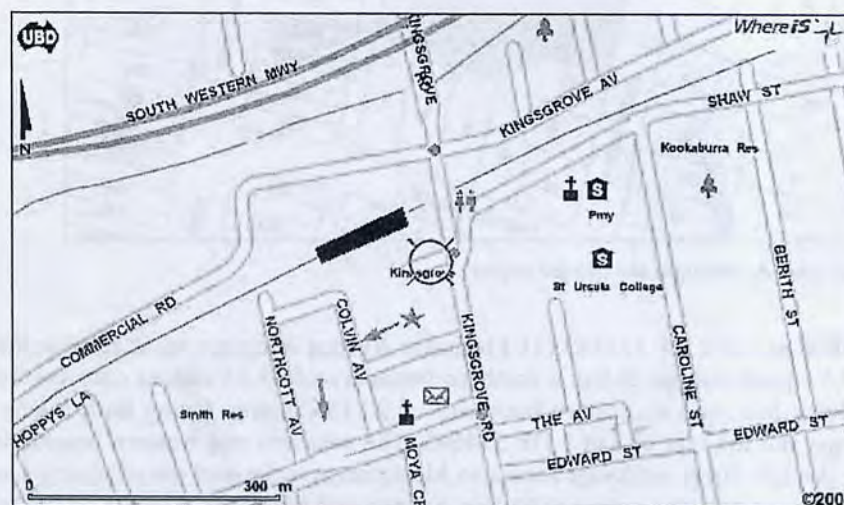 UBD
Whereis
KINGSGROVE RD
SOUTH WESTERN MWY
KINGSGROVE AV
SHAW ST
N
Kookaburra Res
S
Prny
Kingsgrove
S
St Ursula College
BERITH ST
COMMERCIAL RD
COLVIN AV
NORTHCOTT AV
KINGSGROVE RD
CAROLINE ST
HOPPYS LA
Smith Res
THE AV
EDWARD ST
EDWARD ST
MOYA CR
0
300 m
©200